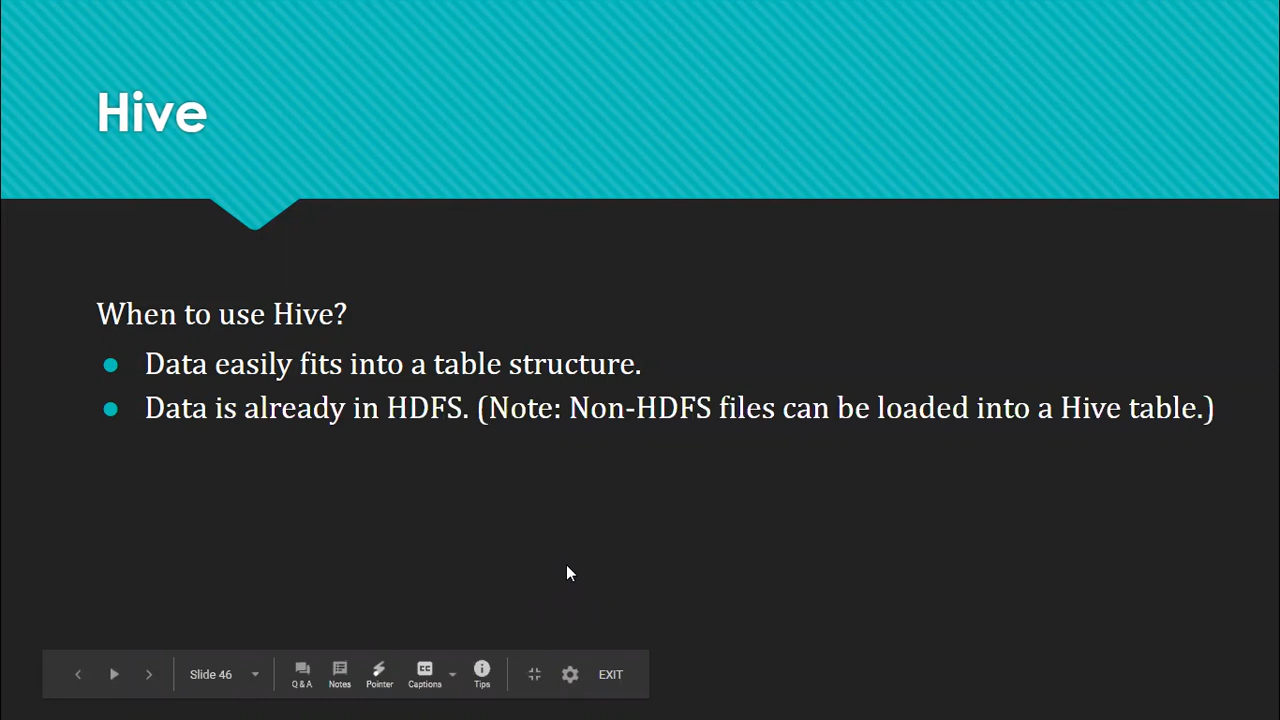 Hive
When to use Hive?
● Data easily fits into a table structure.
● Data is already in HDFS. (Note: Non-HDFS files can be loaded into a Hive table.)
Slide 46
Q & A
Notes
Pointer
CC
Captions
Tips
EXIT